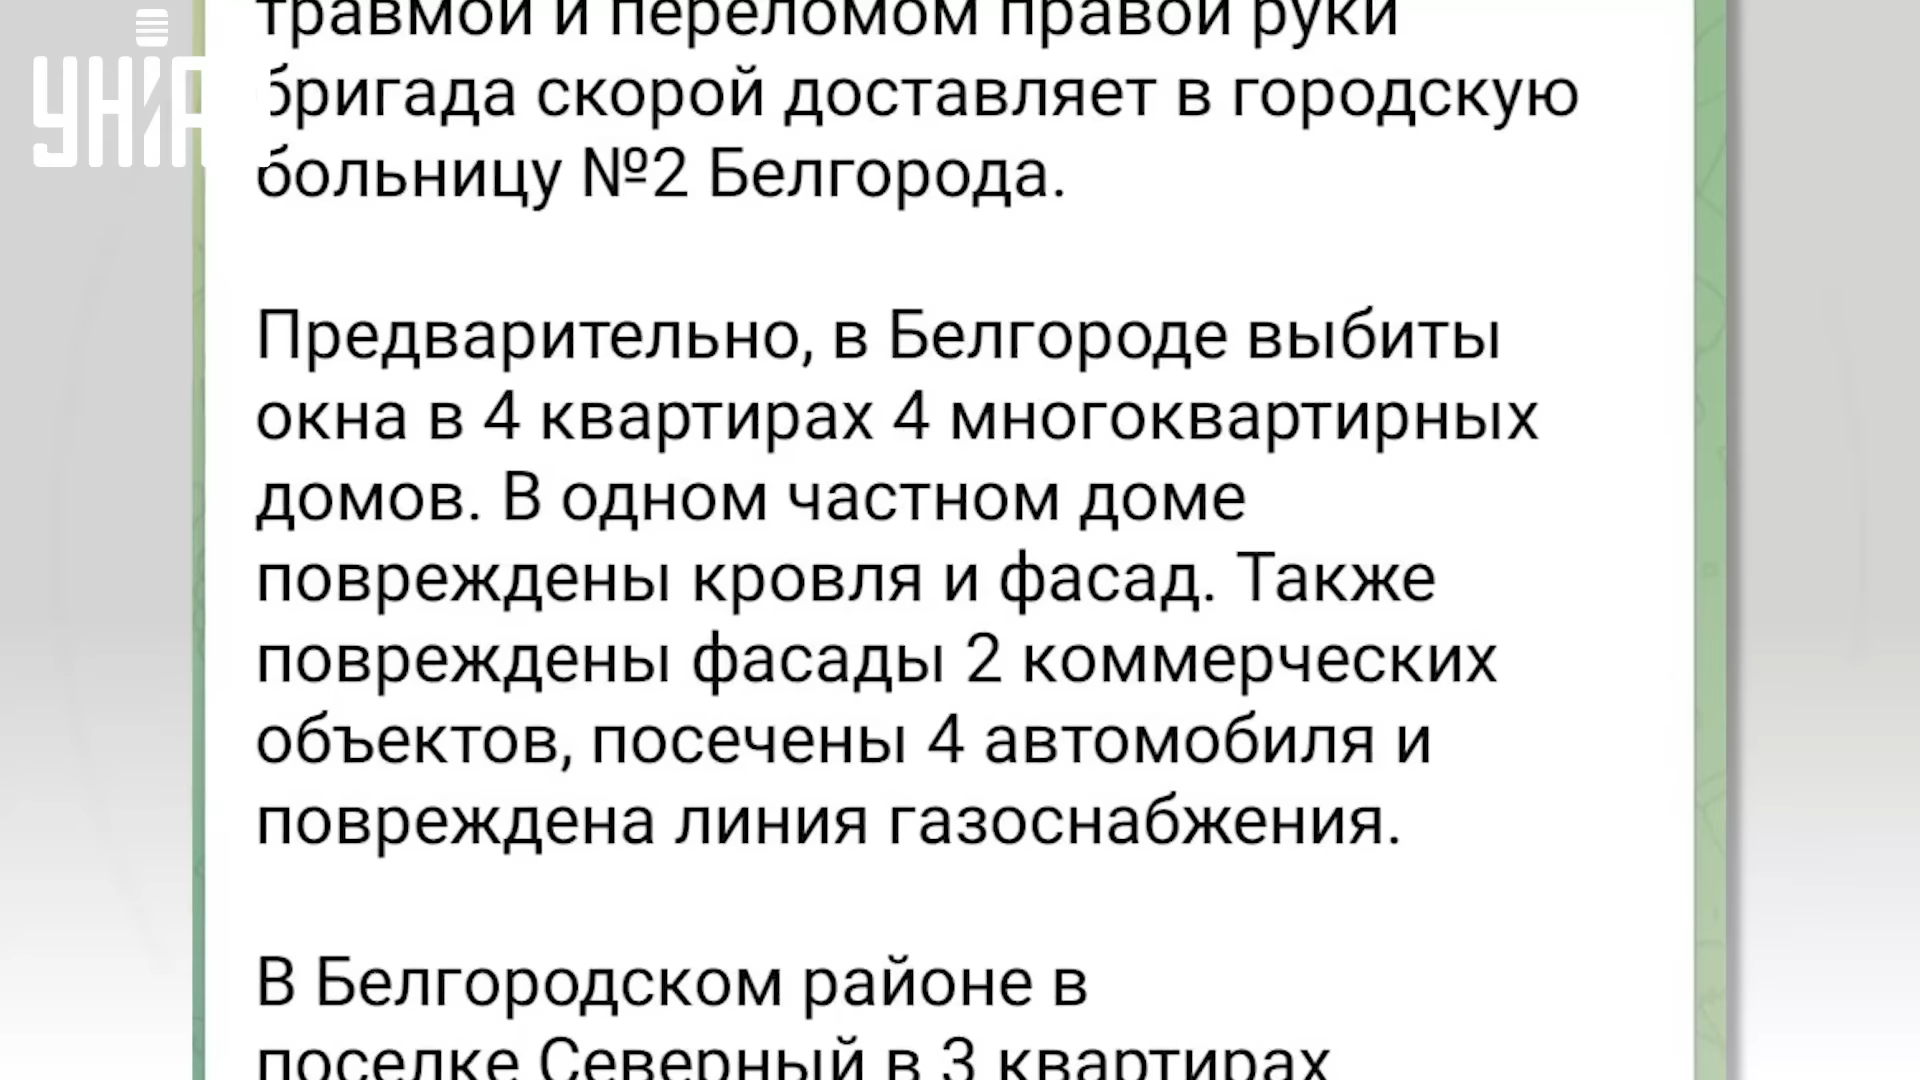 УНІАН
травмой и переломом правой руки
бригада скорой доставляет в городскую
больницу №2 Белгорода.
Предварительно, в Белгороде выбиты
окна в 4 квартирах 4 многоквартирных
домов. В одном частном доме
повреждены кровля и фасад. Также
повреждены фасады 2 коммерческих
объектов, посечены 4 автомобиля и
повреждена линия газоснабжения.
В Белгородском районе в
поселке Северный в 3 квартирах